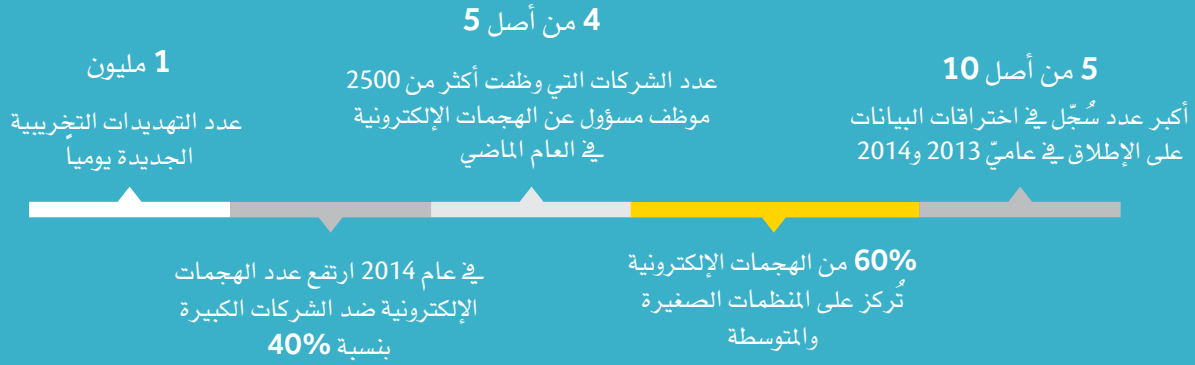 5 من أصل 10
أكبر عدد سُجّل في اختراقات البيانات
على الإطلاق في عاميّ 2013 و2014
60% من الهجمات الإلكترونية
تُركز على المنظمات الصغيرة
والمتوسطة
4 من أصل 5
عدد الشركات التي وظفت أكثر من 2500
موظف مسؤول عن الهجمات الإلكترونية
في العام الماضي
في عام 2014 ارتفع عدد الهجمات
الإلكترونية ضد الشركات الكبيرة
بنسبة 40%
1 مليون
عدد التهديدات التخريبية
الجديدة يومياً